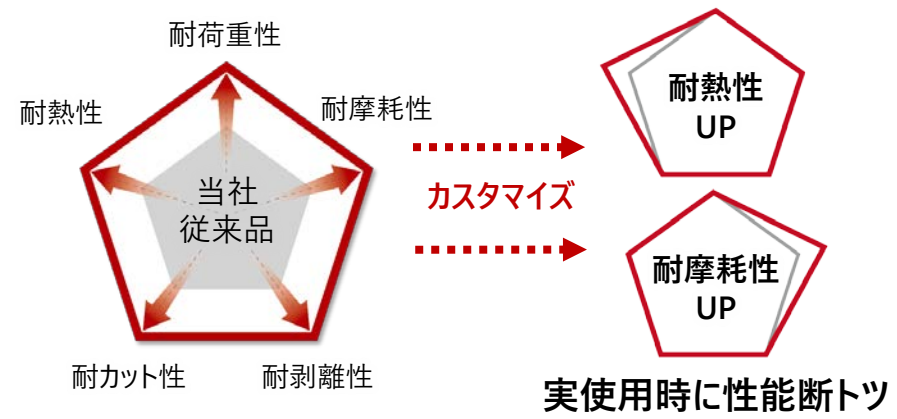 耐荷重性
耐熱性
耐摩耗性
当社
従来品
耐カット性
耐剥離性
カスタマイズ
耐熱性
UP
耐摩耗性
UP
実使用時に性能断トツ